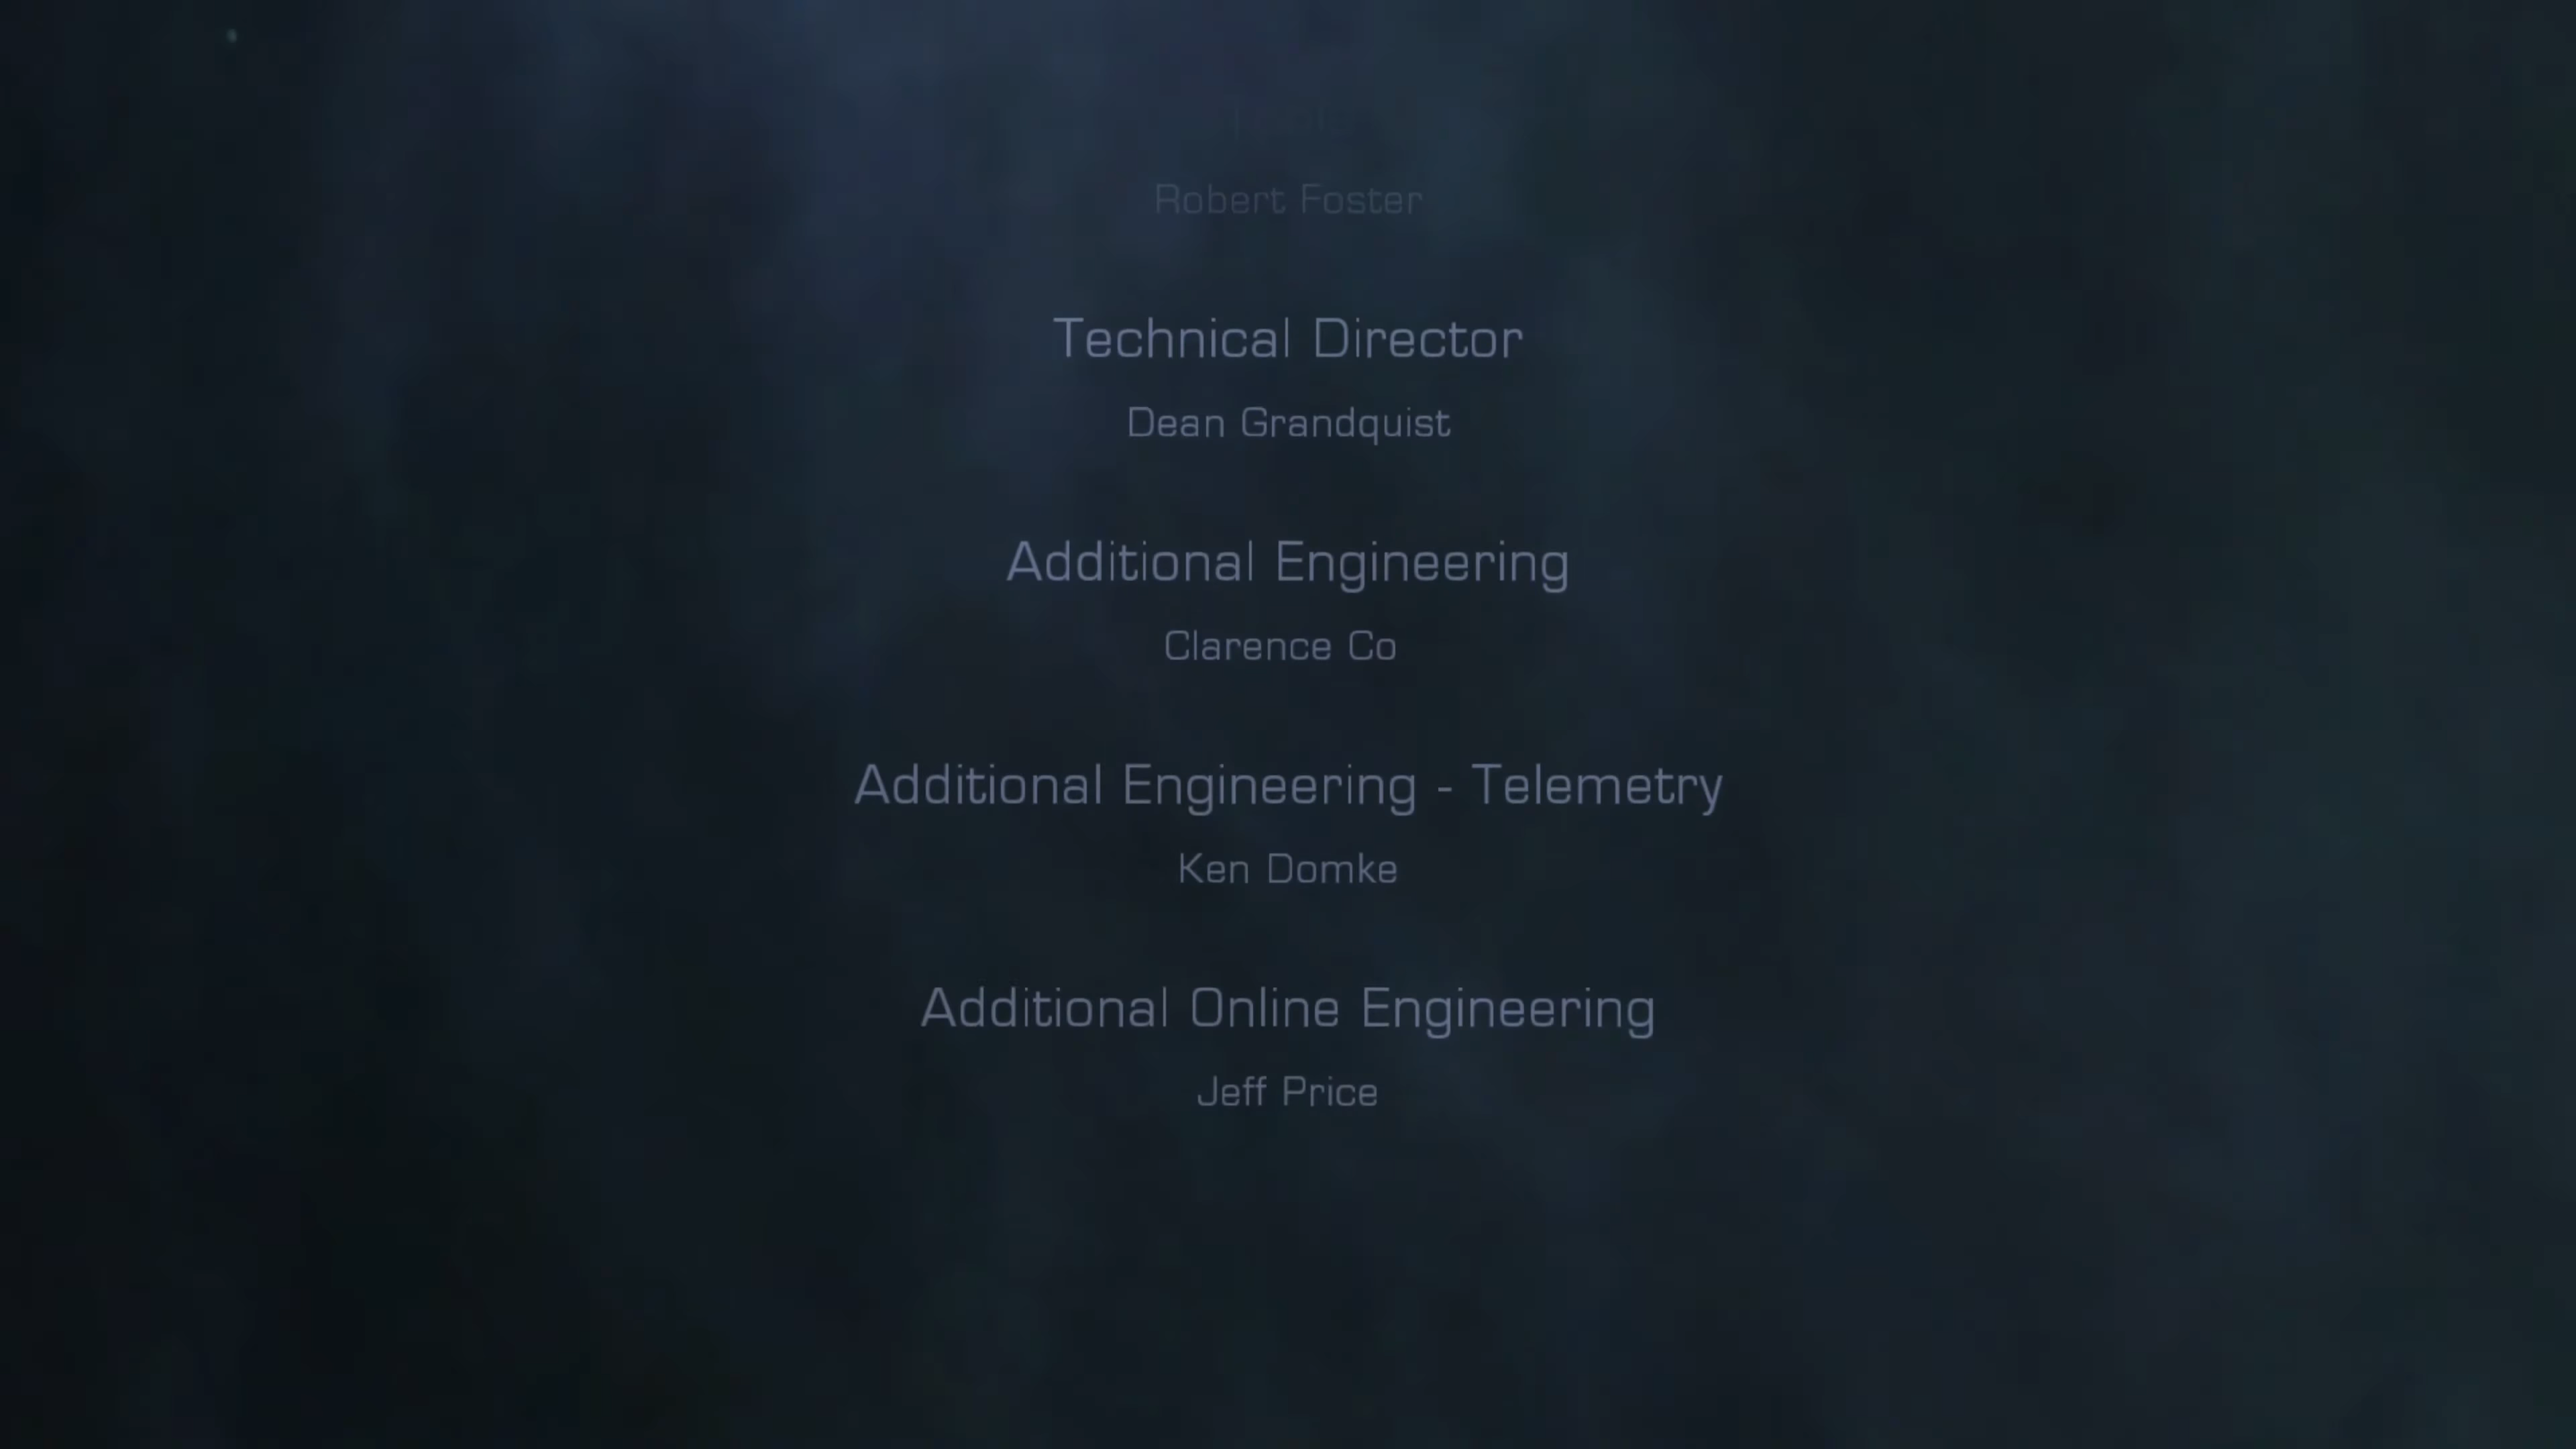 Robert Foster
Technical Director
Dean Grandquist
Additional Engineering
Clarence Co
Additional Engineering - Telemetry
Ken Domke
Additional Online Engineering
Jeff Price